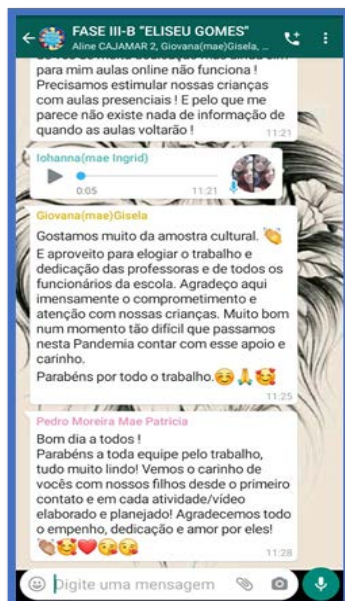 FASE III-B "ELISEU GOMES"
Aline CAJAMAR 2, Giovana(mae)Gisela, ...
para mim aulas online não funciona !
Precisamos estimular nossas crianças
com aulas presenciais ! E pelo que me
parece não existe nada de informação de
quando as aulas voltarão !
11:21
Iohanna(mae Ingrid)
0:05
11:21
Giovana(mae)Gisela
Gostamos muito da amostra cultural. 👏
E aproveito para elogiar o trabalho e
dedicação das professoras e de todos os
funcionários da escola. Agradeço aqui
imensamente o comprometimento e
atenção com nossas crianças. Muito bom
num momento tão difícil que passamos
nesta Pandemia contar com esse apoio e
carinho.
Parabéns por todo o trabalho.☺️🙏🥰
11:25
Pedro Moreira Mae Patricia
Bom dia a todos !
Parabéns a toda equipe pelo trabalho,
tudo muito lindo! Vemos o carinho de
vocês com nossos filhos desde o primeiro
contato e em cada atividade/vídeo
elaborado e planejado! Agradecemos todo
o empenho, dedicação e amor por eles!
👏🥰❤️😘😘
11:28
Digite uma mensagem